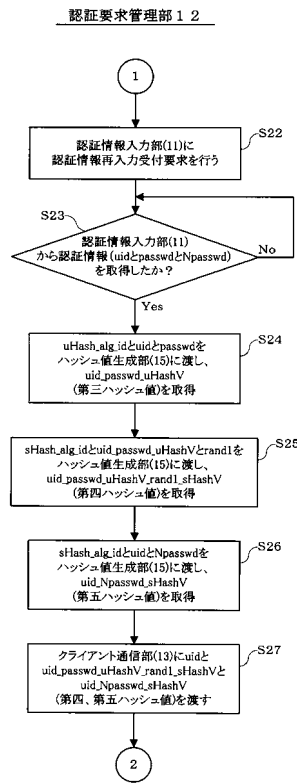 認証要求管理部12
1
S22
認証情報入力部(11)に
認証情報再入力受付要求を行う
S23
認証情報入力部(11)
から認証情報(uidとpasswdとNpasswd)
を取得したか？
No
Yes
S24
uHash_alg_idとuidとpasswdを
ハッシュ値生成部(15)に渡し、
uid_passwd_uHashV
(第三ハッシュ値)を取得
S25
sHash_alg_idとuid_passwd_uHashVとrand1を
ハッシュ値生成部(15)に渡し、
uid_passwd_uHashV_rand1_sHashV
(第四ハッシュ値)を取得
S26
sHash_alg_idとuidとNpasswdを
ハッシュ値生成部(15)に渡し、
uid_Npasswd_sHashV
(第五ハッシュ値)を取得
S27
クライアント通信部(13)にuidと
uid_passwd_uHashV_rand1_sHashVと
uid_Npasswd_sHashV
(第四、第五ハッシュ値)を渡す
2